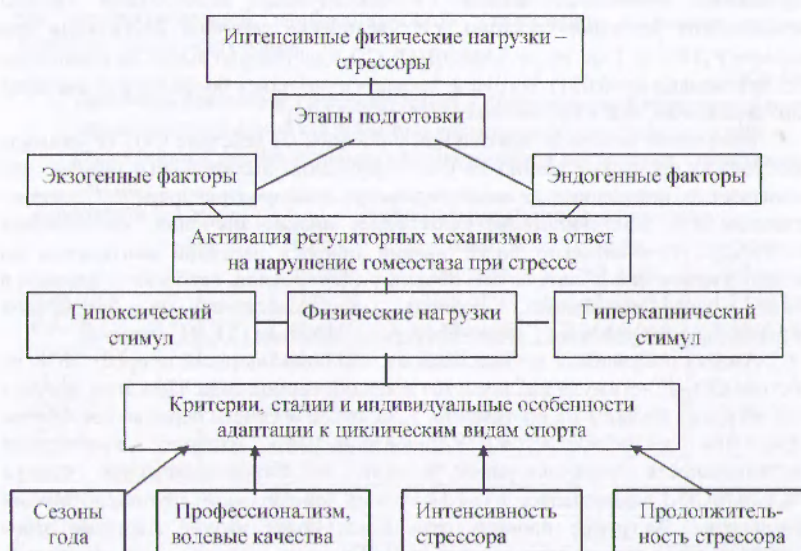 Интенсивные физические нагрузки-
стрессоры
Этапы подготовки
Экзогенные факторы
Эндогенные факторы
Активация регуляторных механизмов в ответ
на нарушение гомеостаза при стрессе
Гипоксический
стимул
Физические нагрузки
Гиперкапнический
стимул
Критерии, стадии и индивидуальные особенности
адаптации к циклическим видам спорта
Сезоны
года
Профессионализм,
волевые качества
Интенсивность
стрессора
Продолжитель-
ность стрессора